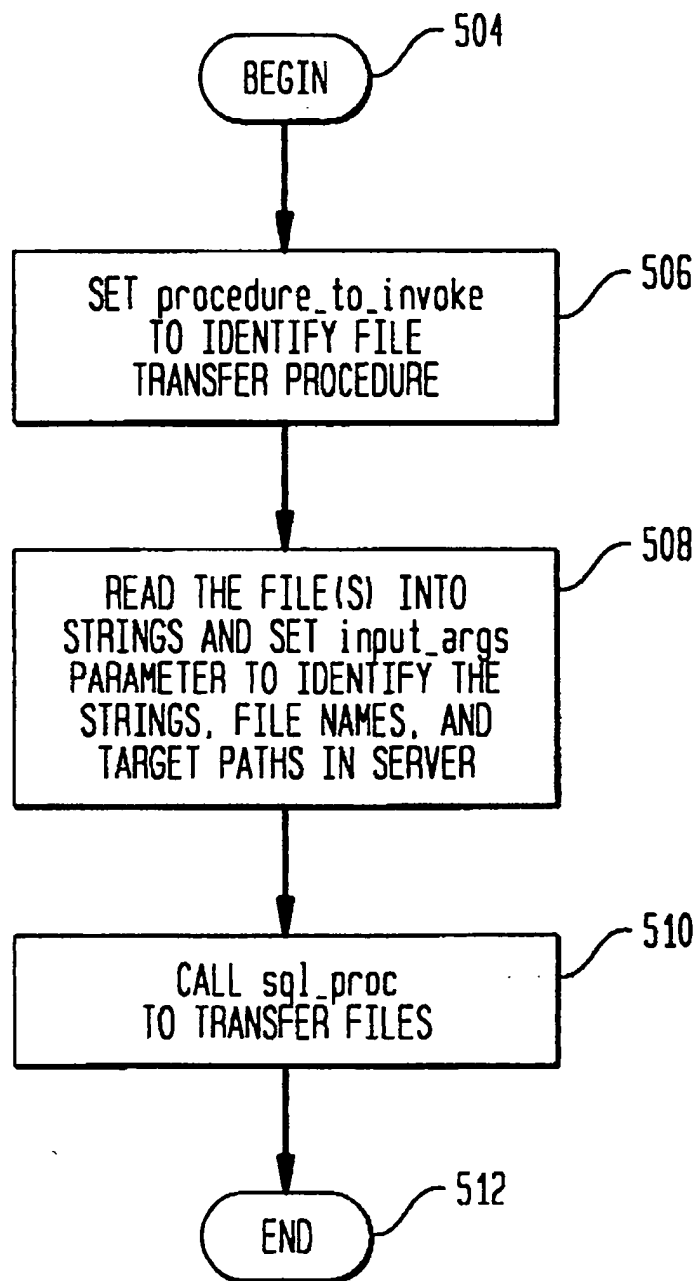 504
BEGIN
506
SET procedure_to_invoke
TO IDENTIFY FILE
TRANSFER PROCEDURE
508
READ THE FILE(S) INTO
STRINGS AND SET input_args
PARAMETER TO IDENTIFY THE
STRINGS, FILE NAMES, AND
TARGET PATHS IN SERVER
510
CALL sql_proc
TO TRANSFER FILES
512
END